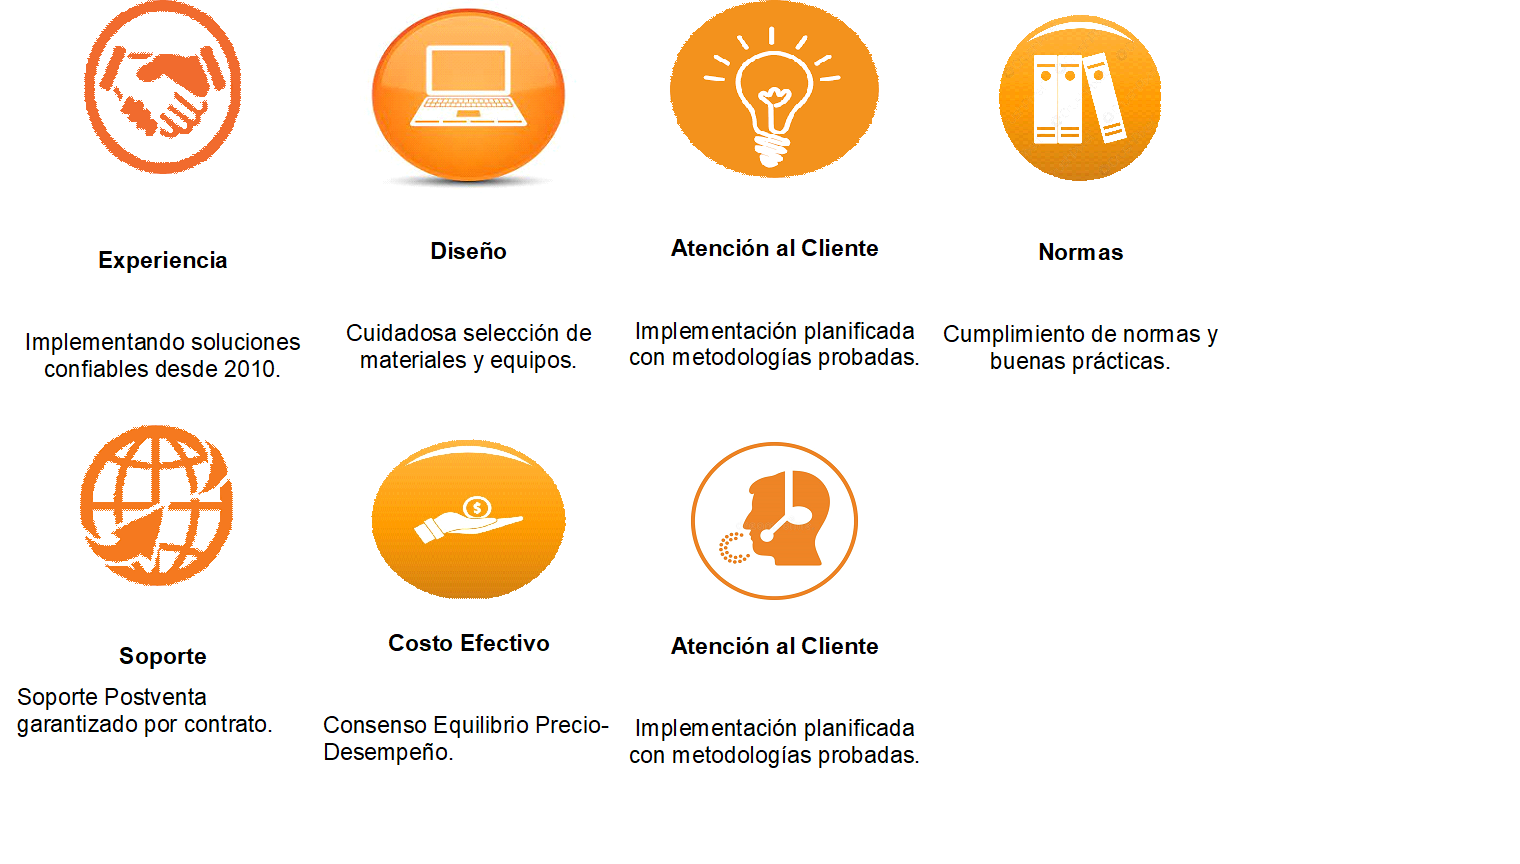 Experiencia
Implementando soluciones
confiables desde 2010.
Diseño
Cuidadosa selección de
materiales y equipos.
Atención al Cliente
Implementación planificada
con metodologías probadas.
Normas
Cumplimiento de normas y
buenas prácticas.
Soporte
Soporte Postventa
garantizado por contrato.
$
Costo Efectivo
Consenso Equilibrio Precio-
Desempeño.
Atención al Cliente
Implementación planificada
con metodologías probadas.